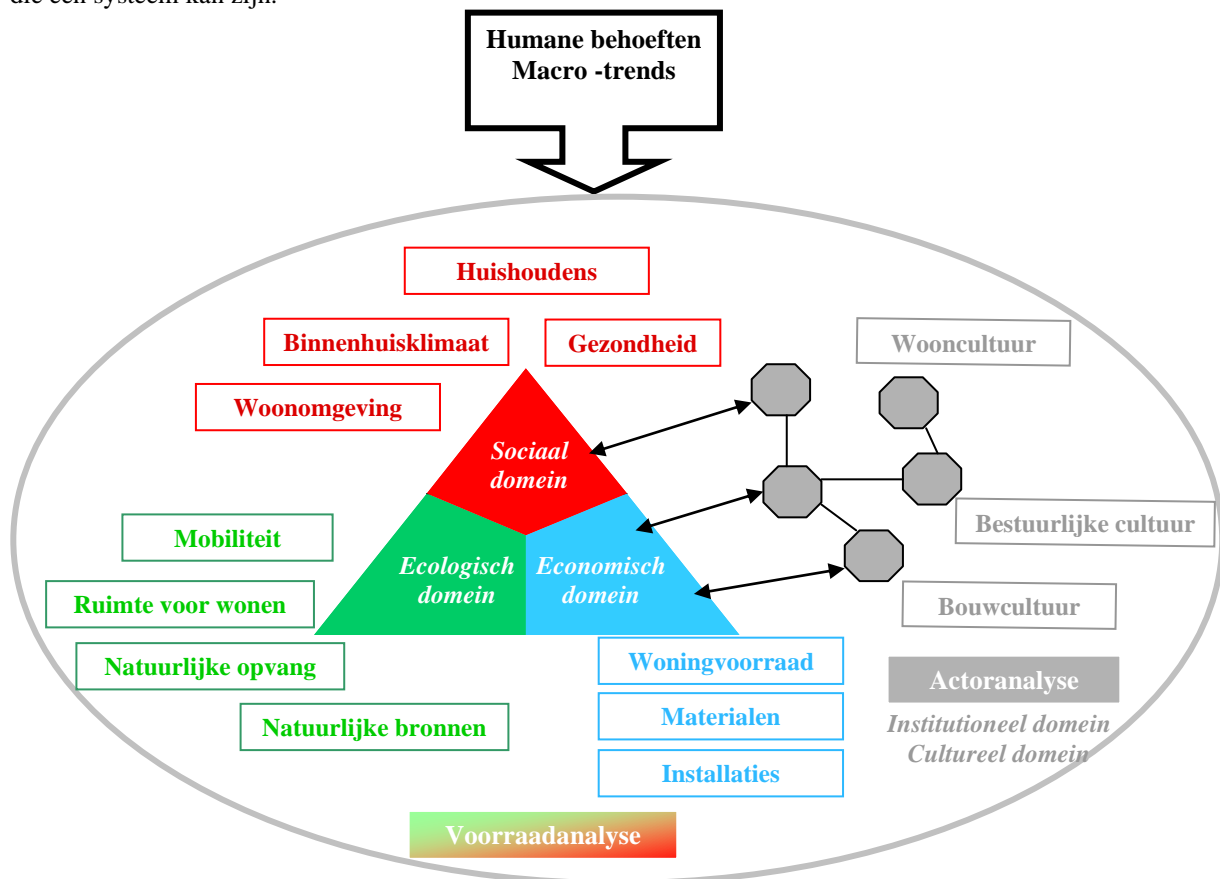 die een systeem kan zijn.
Humane behoeften
Macro -trends
Huishoudens
Binnenhuisklimaat
Gezondheid
Wooncultuur
Woonomgeving
Sociaal
domein
Mobiliteit
Bestuurlijke cultuur
Ecologisch
domein
Economisch
domein
Ruimte voor wonen
Bouwcultuur
Natuurlijke opvang
Woningvoorraad
Actoranalyse
Materialen
Institutioneel domein
Cultureel domein
Natuurlijke bronnen
Installaties
Voorraadanalyse